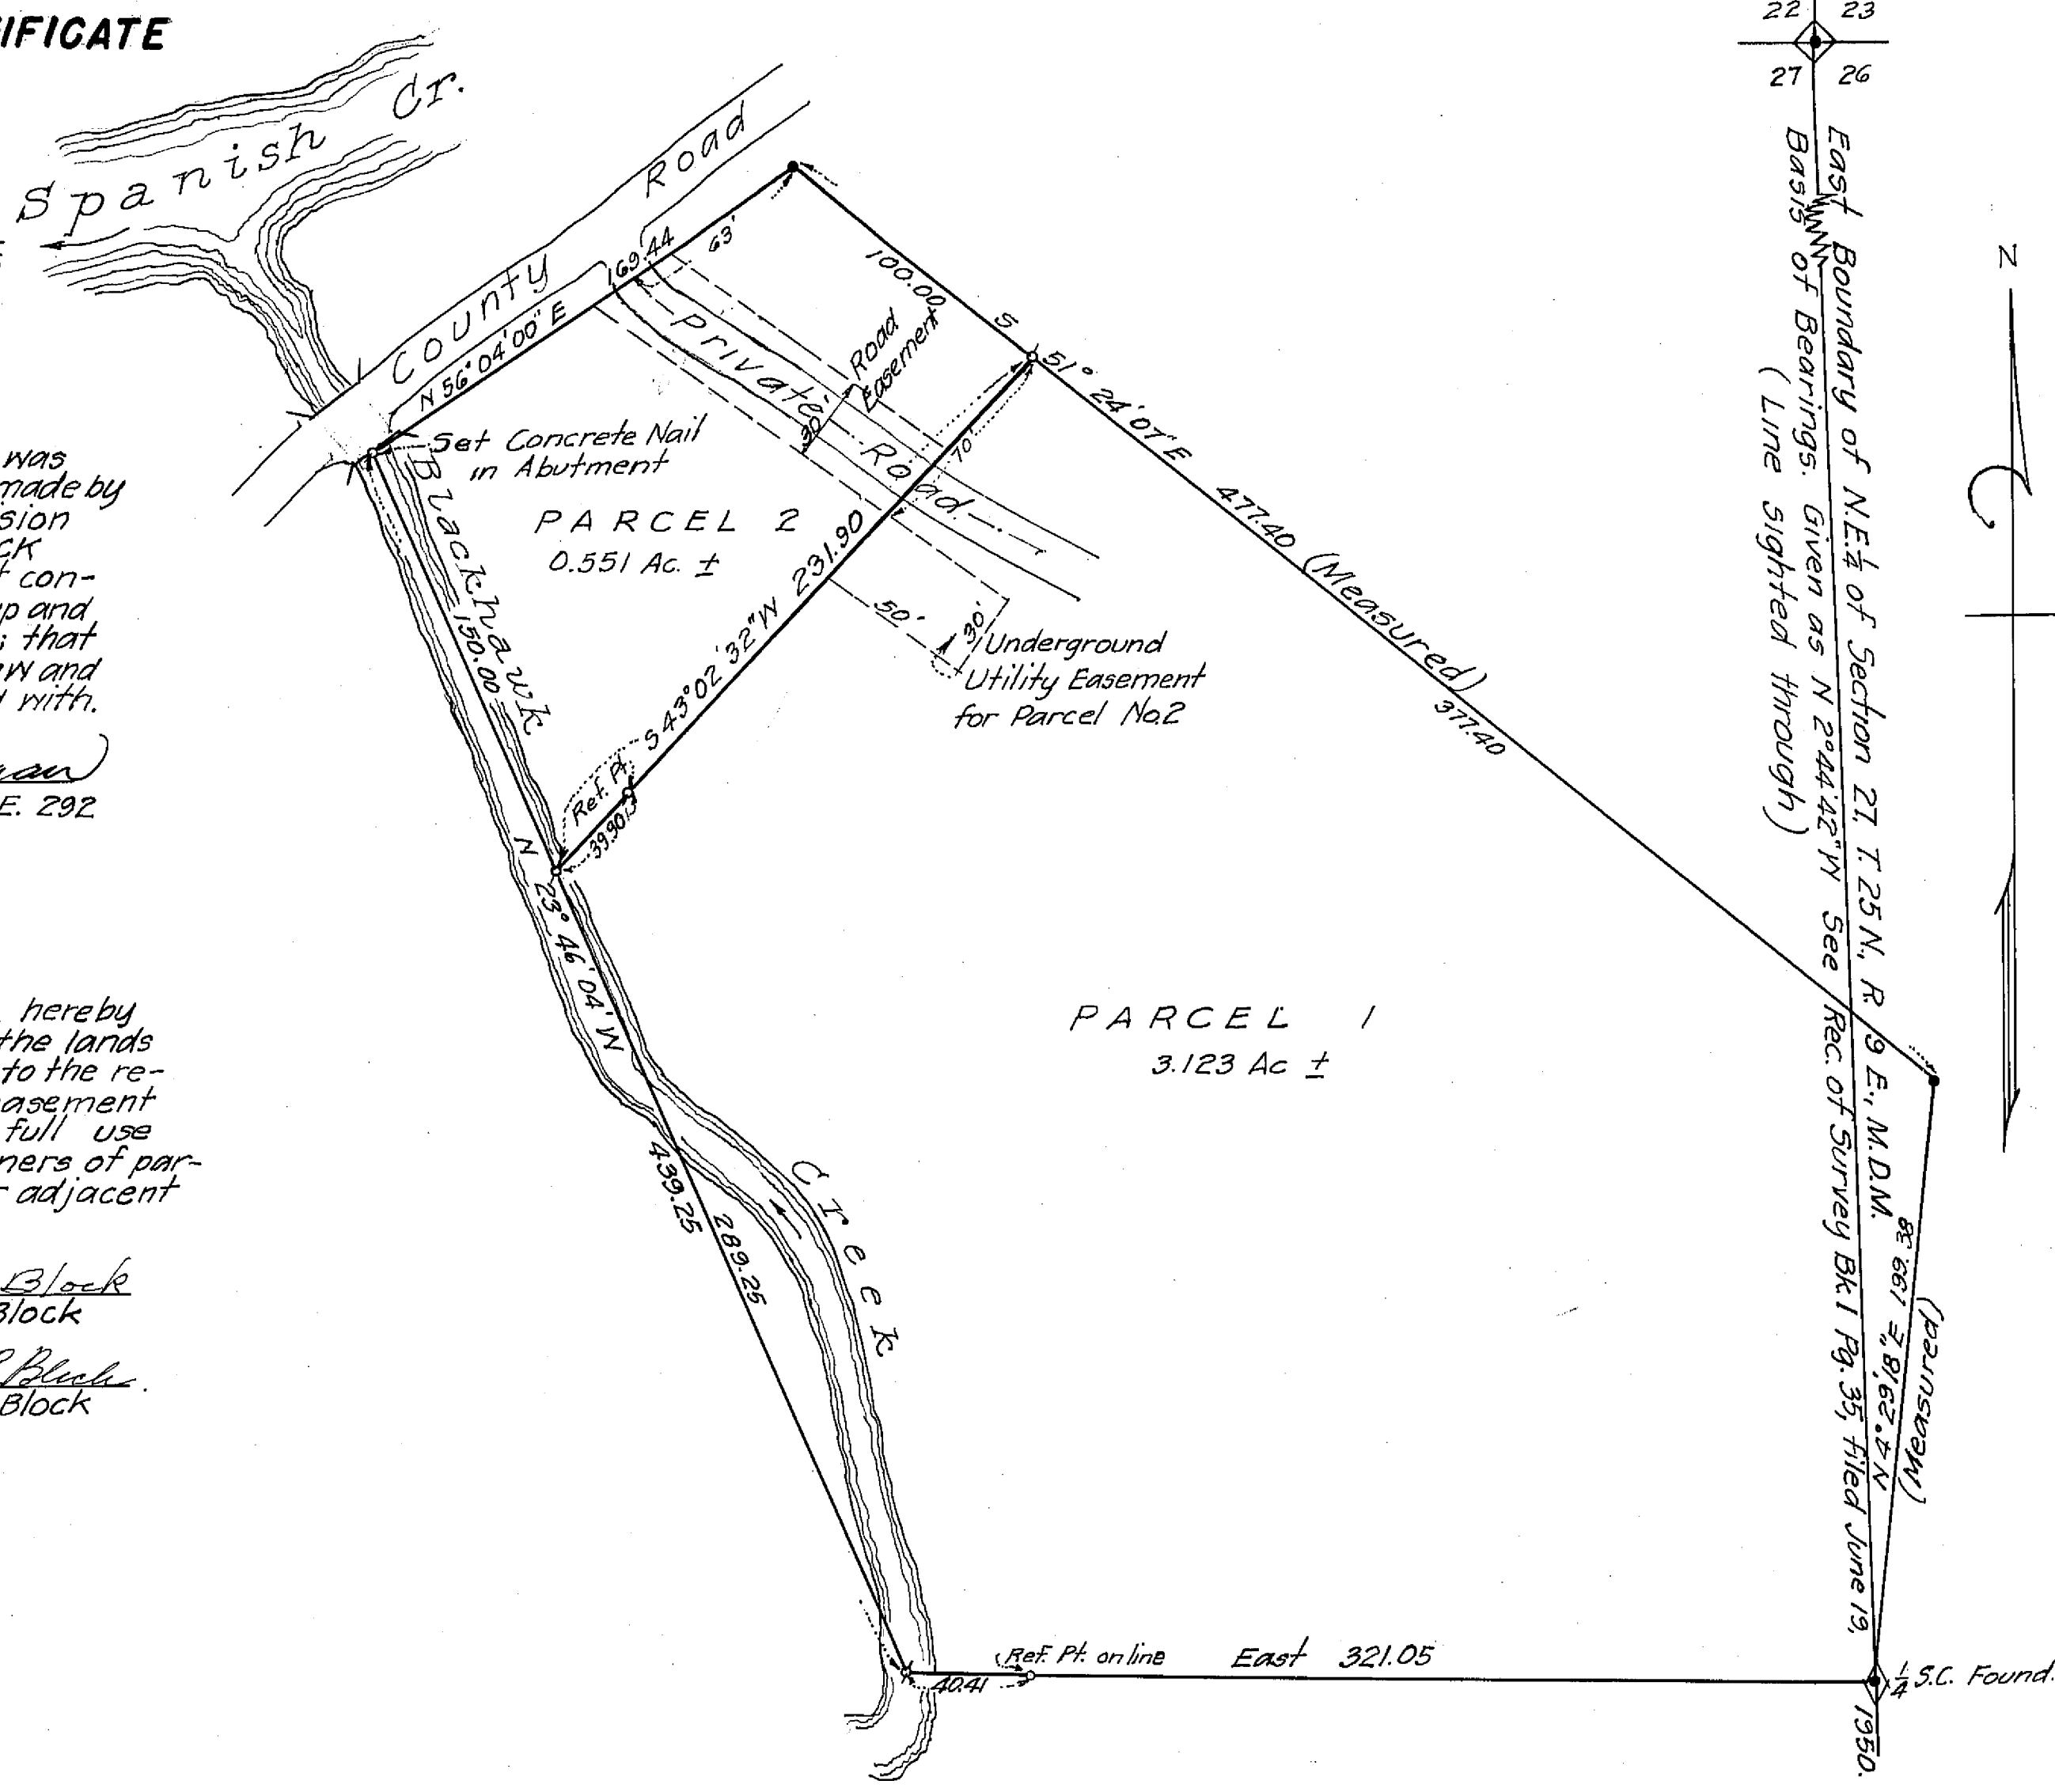 IFICATE
Spanish Cr.
22 23
27 26
County Road
N 56°04'00" E
169.44
63'
100.00
Set Concrete Nail
in Abutment
Private Road
30' Road
Easement
70'
PARCEL 2
0.551 Ac. ±
Blackhawk
150.00
S 43°02'32" W 231.90
50'
30'
Underground
Utility Easement
for Parcel No.2
Ref. Pt.
39.90
S 51° 24'07" E 477.40 (Measured)
377.40
East Boundary of N.E.¼ of Section 27. T.25 N., R 9 E., M.D.M.
Basis of Bearings. Given as N 2°44'42" W See Rec. of Survey Bk 1 Pg. 35, filed June 19,
1950.
(Line Sighted through)
N
N 23° 46'04' W
439.25
289.25
Creek
PARCEL 1
3.123 Ac ±
N 4°29'18" E 199.38
(Measured)
Ref. Pt. on line
40.41
East 321.05
¼ S.C. Found.
was
made by
sion
CK
t con-
p and
; that
w and
d with.
E. 292
hereby
the lands
to the re-
easement
full use
ners of par-
r adjacent
Block
Block
Block
Block